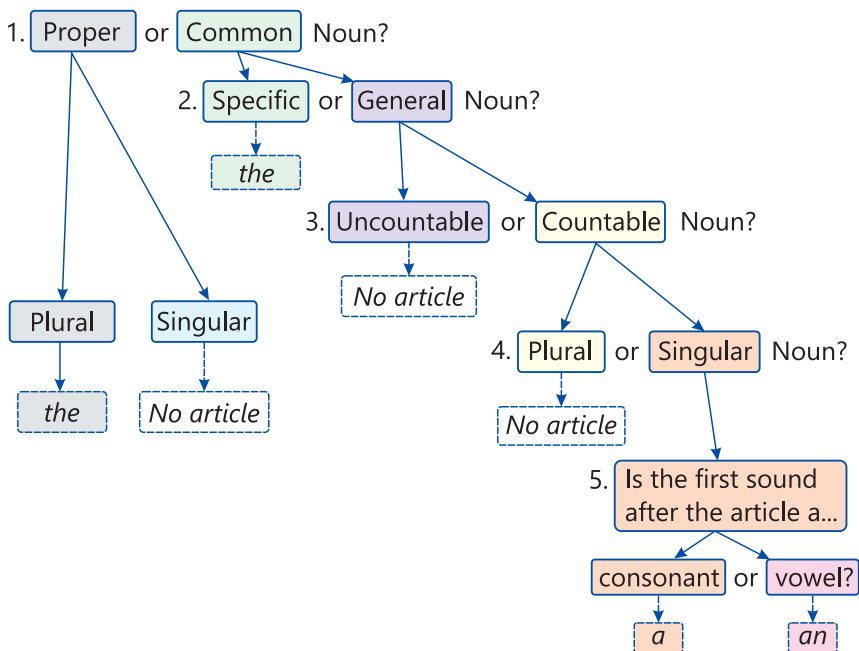 1. Proper or Common Noun?
2. Specific or General Noun?
the
3. Uncountable or Countable Noun?
No article
Plural Singular
the No article
4. Plural or Singular Noun?
No article
5. Is the first sound
after the article a...
consonant or vowel?
a an